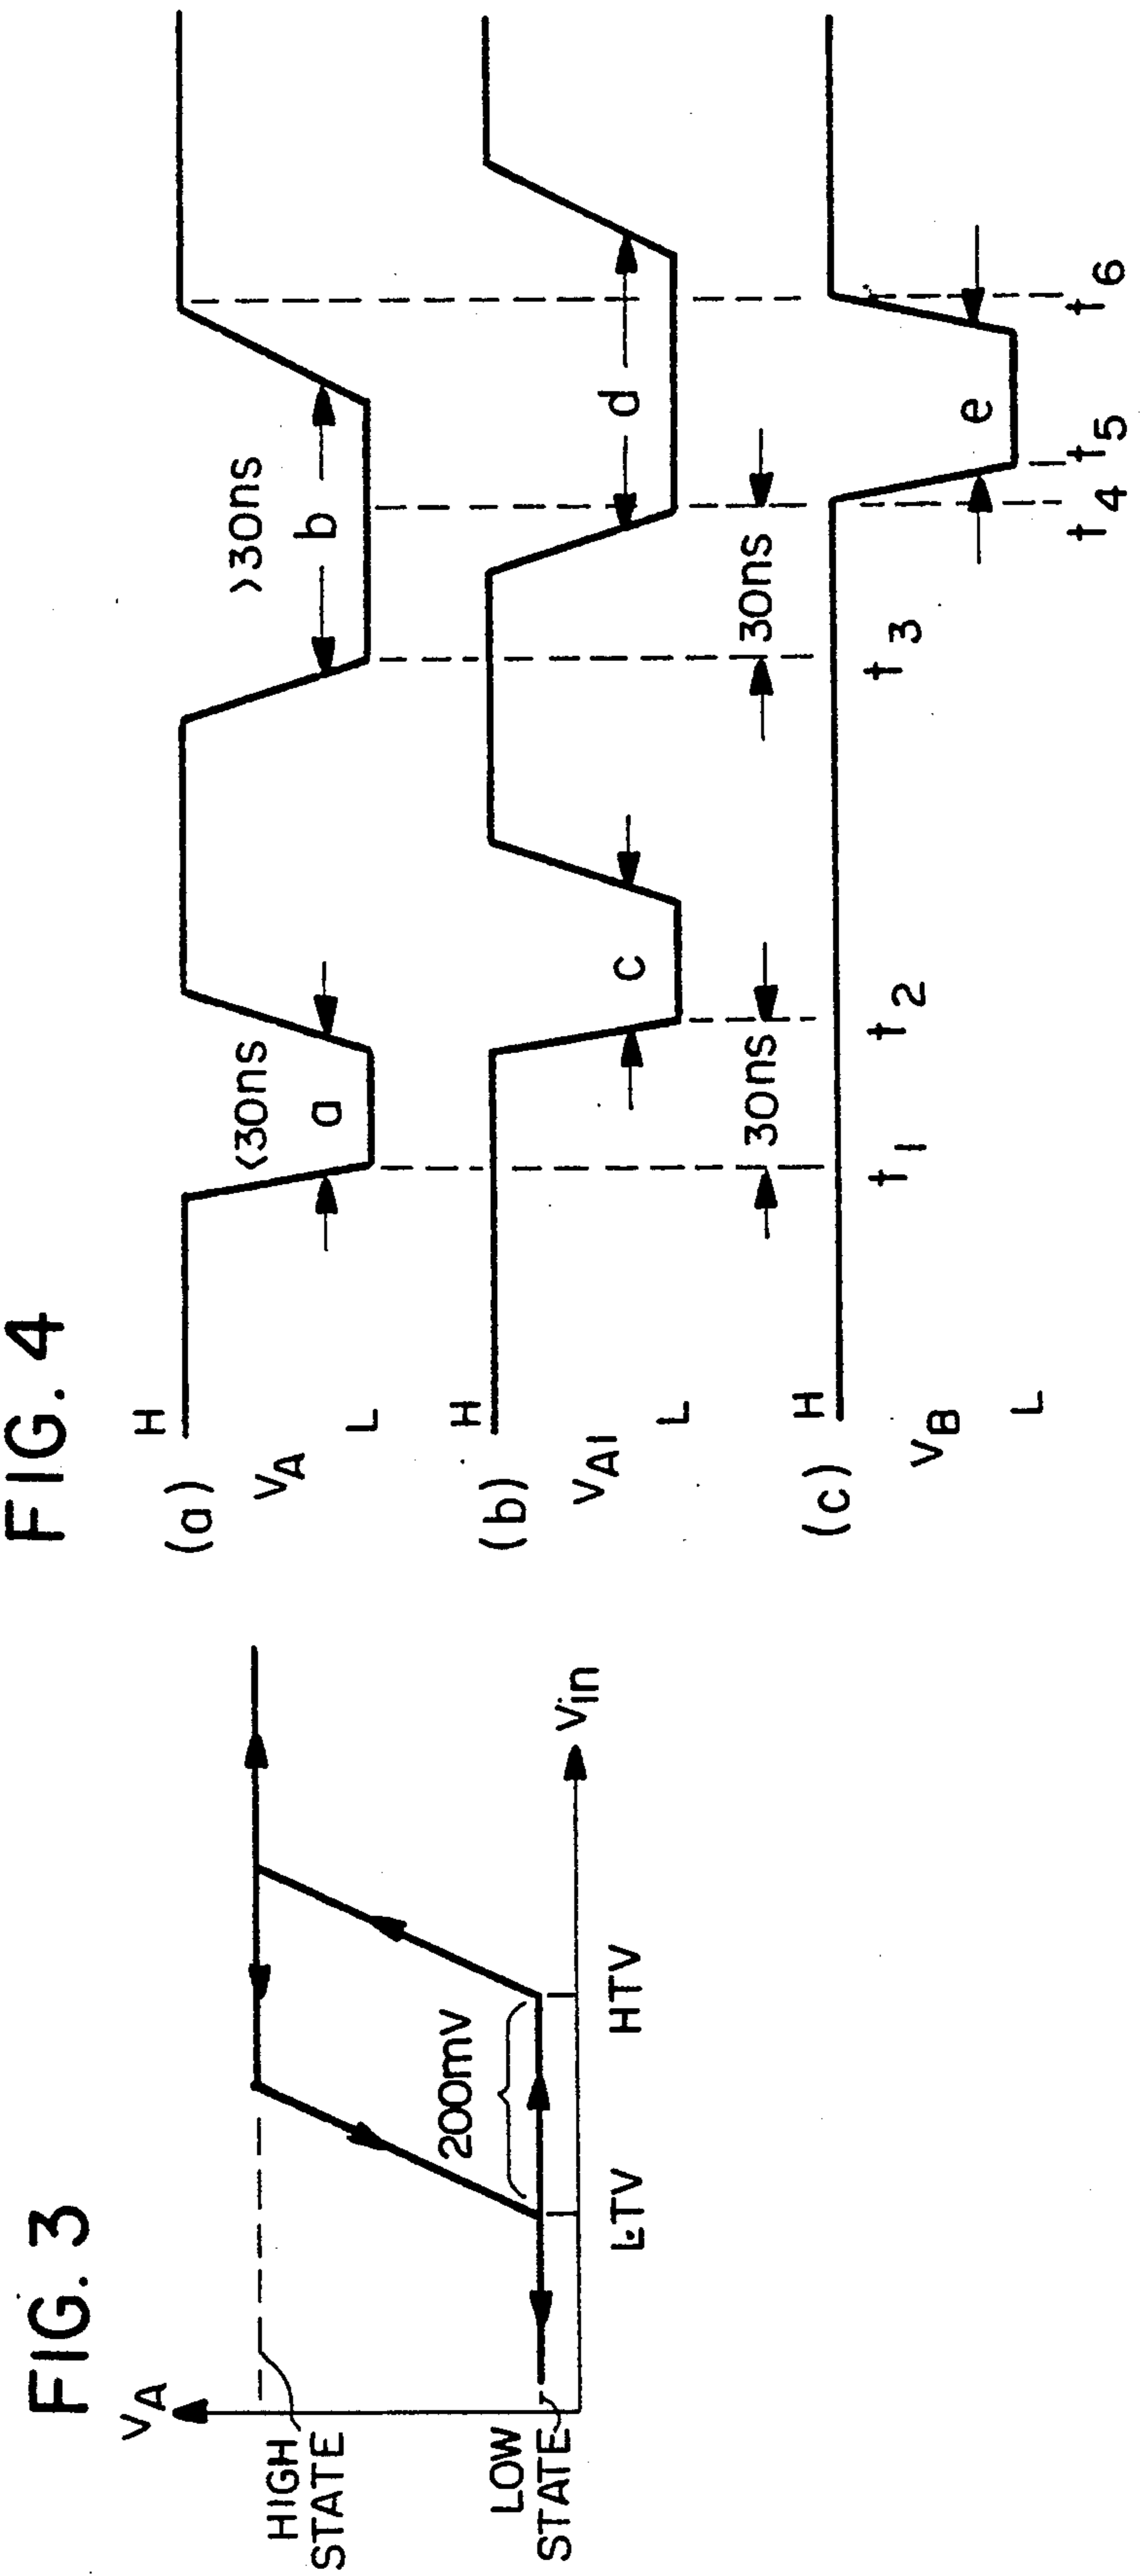 FIG. 3
VA
HIGH
STATE
LOW
STATE
200mV
LTV
HTV
Vin
FIG. 4
(a)
H
VA
L
<30ns
a
>30ns
b
(b)
H
VA1
L
c
d
30ns
30ns
(c)
H
VB
L
e
t1
t2
t3
t4
t5
t6